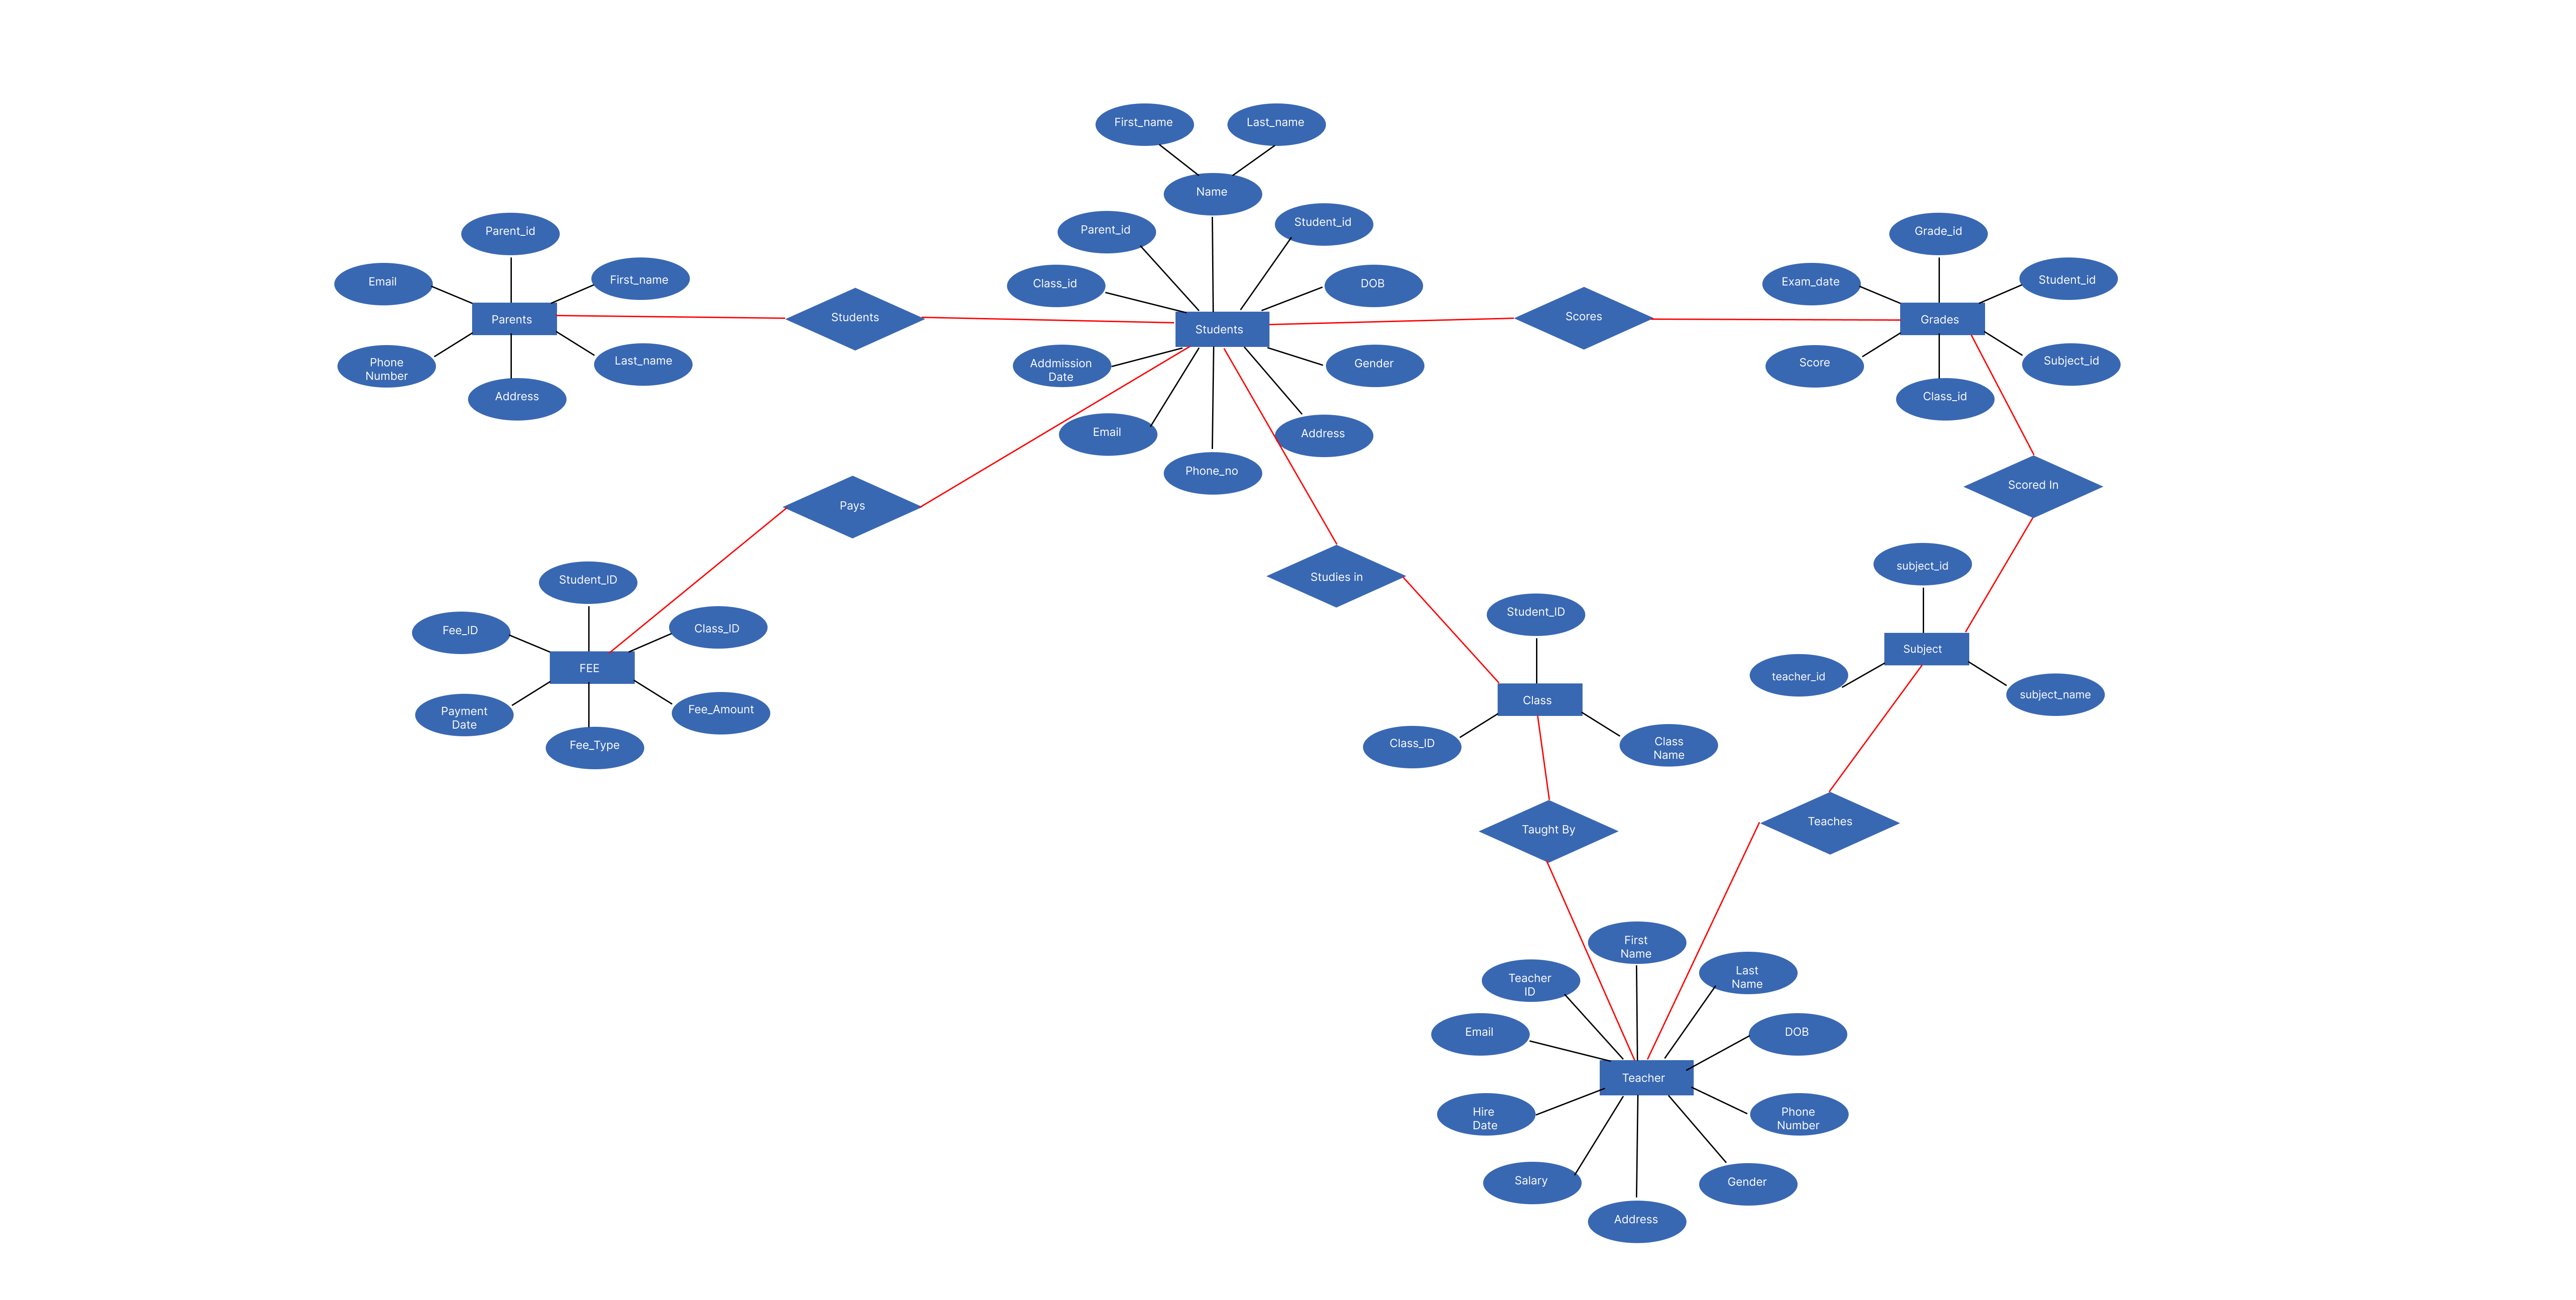 First_name
Last_name
Name
Parent_id
Student_id
Class_id
DOB
Students
Addmission
Date
Gender
Email
Address
Phone_no
Parent_id
Email
First_name
Parents
Phone
Number
Last_name
Address
Students
Scores
Grade_id
Exam_date
Student_id
Grades
Score
Subject_id
Class_id
Pays
Scored In
Studies in
Student_ID
Fee_ID
Class_ID
FEE
Payment
Date
Fee_Amount
Fee_Type
Student_ID
Class
Class_ID
Class
Name
subject_id
Subject
teacher_id
subject_name
Taught By
Teaches
First
Name
Teacher
ID
Last
Name
Email
DOB
Teacher
Hire
Date
Phone
Number
Salary
Gender
Address